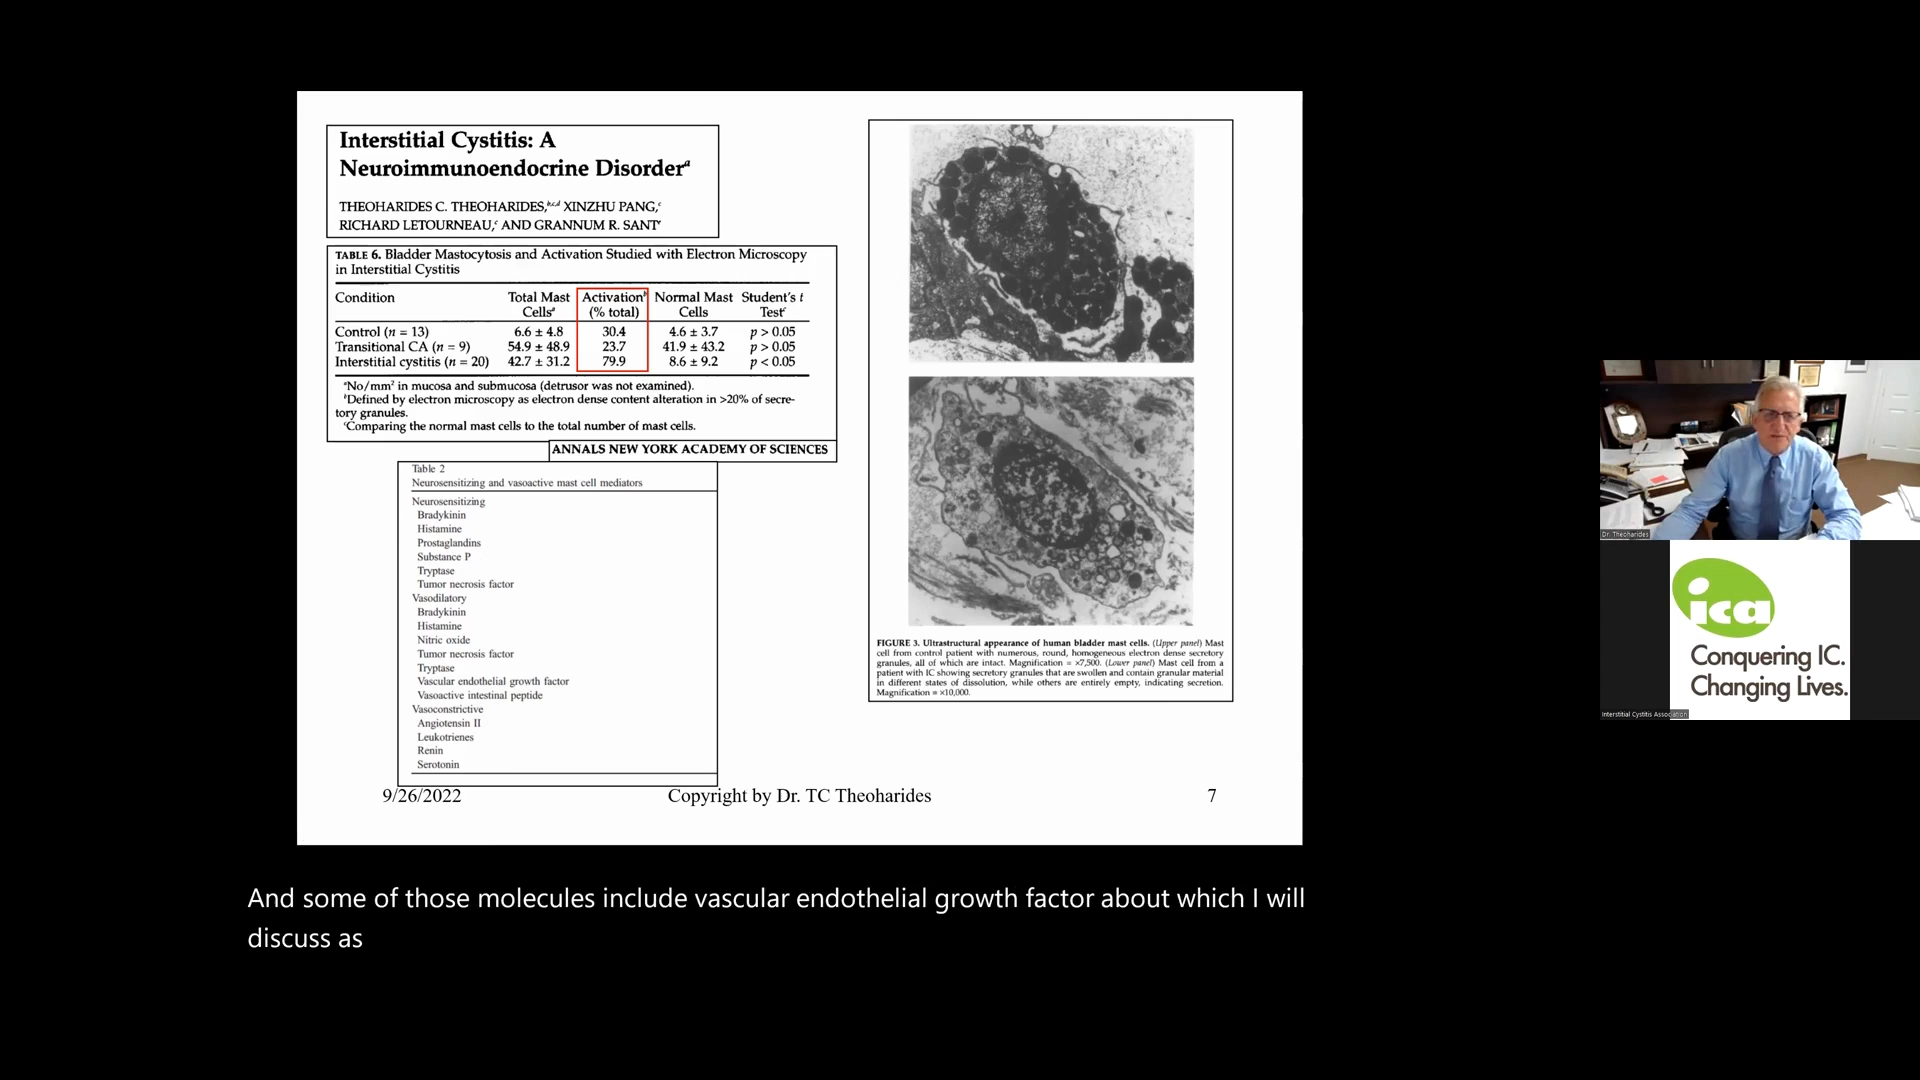 Interstitial Cystitis: A
Neuroimmunoendocrine Disorderᵃ
THEOHARIDES C. THEOHARIDES,ᵇ,ᶜ,ᵈ XINZHU PANG,ᶜ
RICHARD LETOURNEAU,ᶜ AND GRANNUM R. SANTᵉ
TABLE 6. Bladder Mastocytosis and Activation Studied with Electron Microscopy
in Interstitial Cystitis
Condition Total Mast Cellsᵃ Activationᵇ (% total) Normal Mast Cells Student's t Testᶜ
Control (n = 13) 6.6 ± 4.8 30.4 4.6 ± 3.7 p > 0.05
Transitional CA (n = 9) 54.9 ± 48.9 23.7 41.9 ± 43.2 p > 0.05
Interstitial cystitis (n = 20) 42.7 ± 31.2 79.9 8.6 ± 9.2 p < 0.05
ᵃNo/mm² in mucosa and submucosa (detrusor was not examined).
ᵇDefined by electron microscopy as electron dense content alteration in >20% of secre-
tory granules.
ᶜComparing the normal mast cells to the total number of mast cells.
ANNALS NEW YORK ACADEMY OF SCIENCES
Table 2
Neurosensitizing and vasoactive mast cell mediators
Neurosensitizing
Bradykinin
Histamine
Prostaglandins
Substance P
Tryptase
Tumor necrosis factor
Vasodilatory
Bradykinin
Histamine
Nitric oxide
Tumor necrosis factor
Tryptase
Vascular endothelial growth factor
Vasoactive intestinal peptide
Vasoconstrictive
Angiotensin II
Leukotrienes
Renin
Serotonin
FIGURE 3. Ultrastructural appearance of human bladder mast cells. (Upper panel) Mast
cell from control patient with numerous, round, homogeneous electron dense secretory
granules, all of which are intact. Magnification = ×7,500. (Lower panel) Mast cell from a
patient with IC showing secretory granules that are swollen and contain granular material
in different states of dissolution, while others are entirely empty, indicating secretion.
Magnification = ×10,000.
9/26/2022 Copyright by Dr. TC Theoharides 7
Dr. Theoharides
ica
Conquering IC.
Changing Lives.
Interstitial Cystitis Association
And some of those molecules include vascular endothelial growth factor about which I will
discuss as